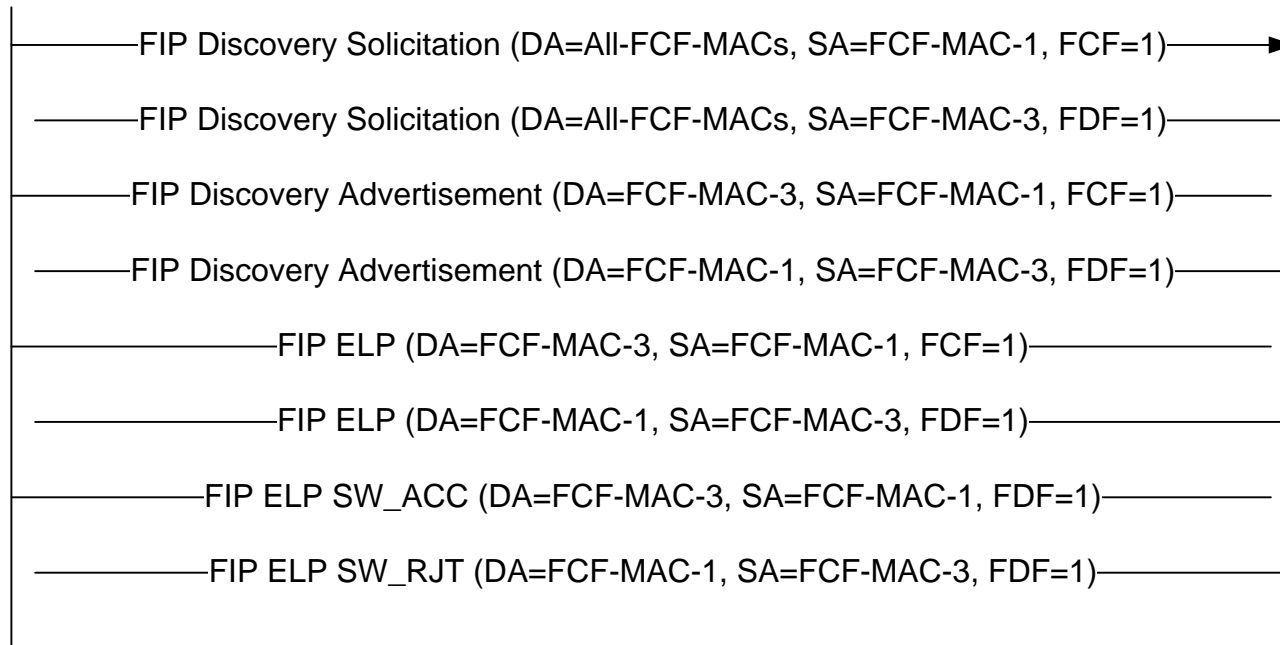 FIP Discovery Solicitation (DA=All-FCF-MACs, SA=FCF-MAC-1, FCF=1)
FIP Discovery Solicitation (DA=All-FCF-MACs, SA=FCF-MAC-3, FDF=1)
FIP Discovery Advertisement (DA=FCF-MAC-3, SA=FCF-MAC-1, FCF=1)
FIP Discovery Advertisement (DA=FCF-MAC-1, SA=FCF-MAC-3, FDF=1)
FIP ELP (DA=FCF-MAC-3, SA=FCF-MAC-1, FCF=1)
FIP ELP (DA=FCF-MAC-1, SA=FCF-MAC-3, FDF=1)
FIP ELP SW_ACC (DA=FCF-MAC-3, SA=FCF-MAC-1, FDF=1)
FIP ELP SW_RJT (DA=FCF-MAC-1, SA=FCF-MAC-3, FDF=1)